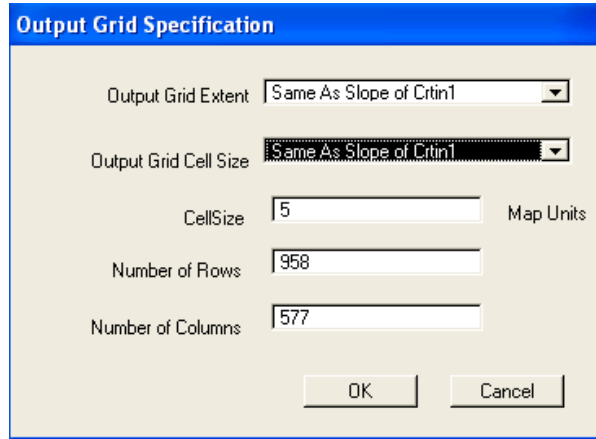 Output Grid Specification
Output Grid Extent Same As Slope of Crtin1
Output Grid Cell Size Same As Slope of Crtin1
CellSize 5 Map Units
Number of Rows 958
Number of Columns 577
OK Cancel